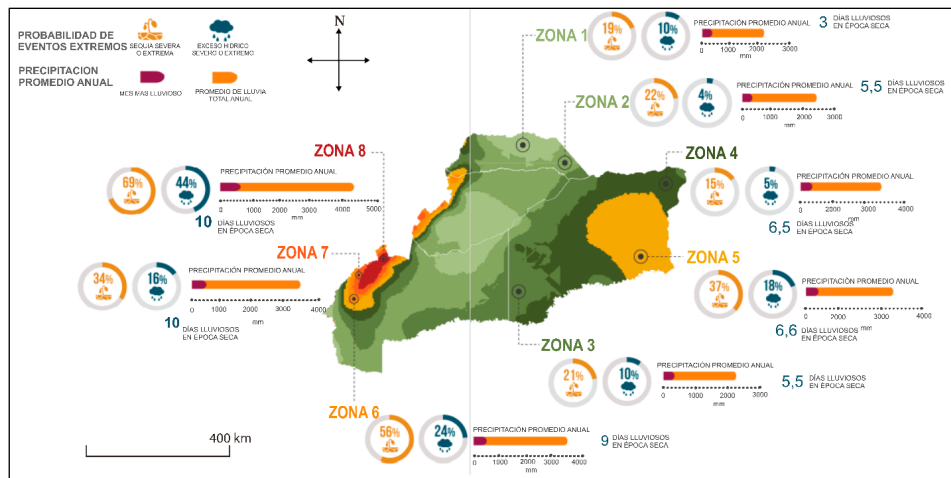 PROBABILIDAD DE
EVENTOS EXTREMOS
SEQUIA SEVERA
O EXTREMA
EXCESO HIDRICO
SEVERO O EXTREMO
PRECIPITACION
PROMEDIO ANUAL
MES MAS LLUVIOSO
PROMEDIO DE LLUVIA
TOTAL ANUAL
N
ZONA 1
19%
10%
PRECIPITACIÓN PROMEDIO ANUAL
0 1000 2000 3000
mm
3
DÍAS LLUVIOSOS
EN ÉPOCA SECA
ZONA 2
22%
4%
PRECIPITACIÓN PROMEDIO ANUAL
0 1000 2000 3000
mm
5,5
DÍAS LLUVIOSOS
EN ÉPOCA SECA
ZONA 8
69%
44%
PRECIPITACIÓN PROMEDIO ANUAL
0 1000 2000 3000 4000 5000
mm
10
DÍAS LLUVIOSOS
EN ÉPOCA SECA
ZONA 4
15%
5%
PRECIPITACIÓN PROMEDIO ANUAL
0 2000 3000 4000
mm
6,5
DÍAS LLUVIOSOS
EN ÉPOCA SECA
ZONA 7
34%
16%
PRECIPITACIÓN PROMEDIO ANUAL
0 1000 2000 3000 4000
mm
10
DÍAS LLUVIOSOS
EN ÉPOCA SECA
ZONA 5
37%
18%
PRECIPITACIÓN PROMEDIO ANUAL
0 2000 3000 4000
mm
6,6
DÍAS LLUVIOSOS
EN ÉPOCA SECA
ZONA 3
21%
10%
PRECIPITACIÓN PROMEDIO ANUAL
0 1000 2000 3000
mm
5,5
DÍAS LLUVIOSOS
EN ÉPOCA SECA
ZONA 6
56%
24%
PRECIPITACIÓN PROMEDIO ANUAL
0 1000 2000 3000 4000
mm
9
DÍAS LLUVIOSOS
EN ÉPOCA SECA
400 km